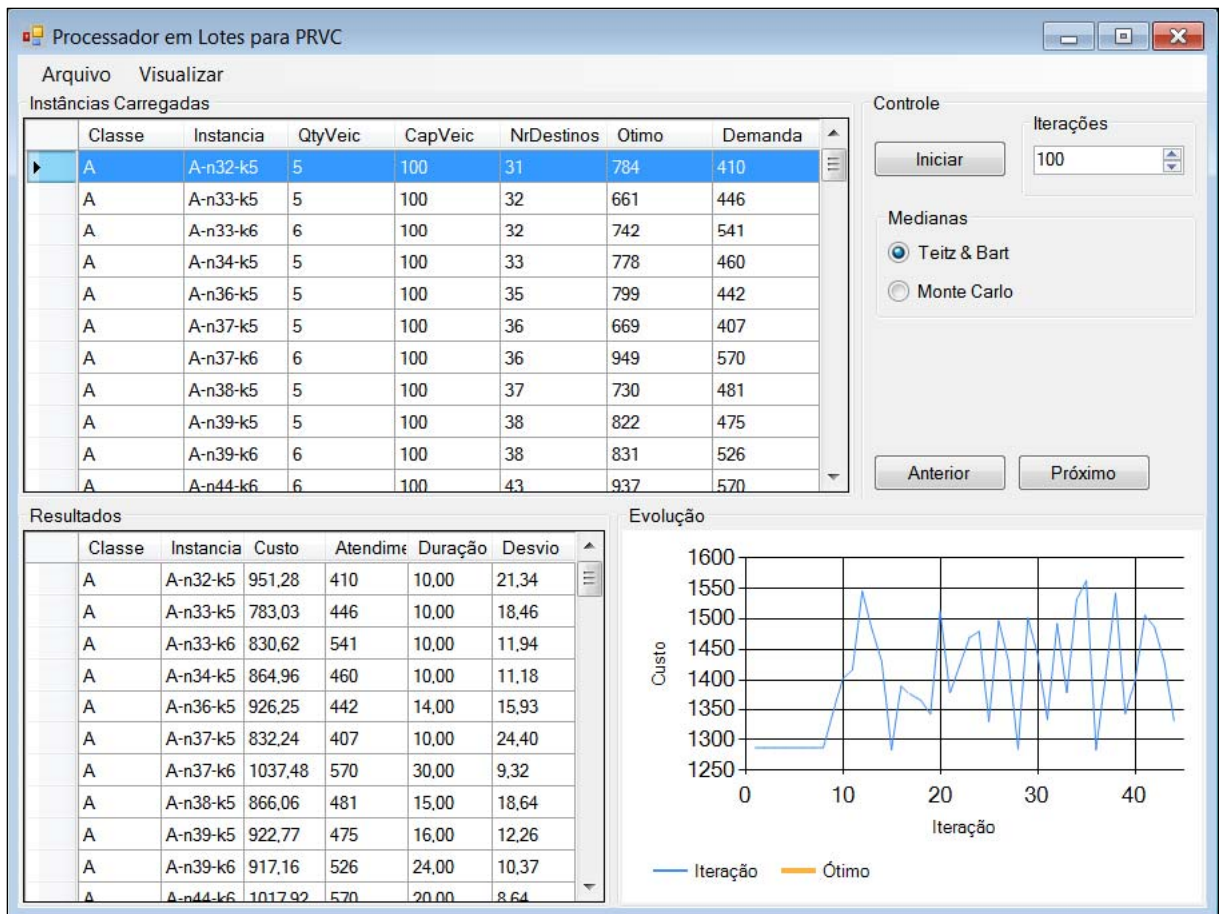 Processador em Lotes para PRVC
Arquivo Visualizar
Instâncias Carregadas
Classe Instancia QtyVeic CapVeic NrDestinos Otimo Demanda
A A-n32-k5 5 100 31 784 410
A A-n33-k5 5 100 32 661 446
A A-n33-k6 6 100 32 742 541
A A-n34-k5 5 100 33 778 460
A A-n36-k5 5 100 35 799 442
A A-n37-k5 5 100 36 669 407
A A-n37-k6 6 100 36 949 570
A A-n38-k5 5 100 37 730 481
A A-n39-k5 5 100 38 822 475
A A-n39-k6 6 100 38 831 526
A A-n44-k6 6 100 43 937 570
Controle
Iniciar
Iterações
100
Medianas
Teitz & Bart
Monte Carlo
Anterior Próximo
Resultados
Classe Instancia Custo Atendime Duração Desvio
A A-n32-k5 951,28 410 10,00 21,34
A A-n33-k5 783,03 446 10,00 18,46
A A-n33-k6 830,62 541 10,00 11,94
A A-n34-k5 864,96 460 10,00 11,18
A A-n36-k5 926,25 442 14,00 15,93
A A-n37-k5 832,24 407 10,00 24,40
A A-n37-k6 1037,48 570 30,00 9,32
A A-n38-k5 866,06 481 15,00 18,64
A A-n39-k5 922,77 475 16,00 12,26
A A-n39-k6 917,16 526 24,00 10,37
A A-n44-k6 1017,92 570 20,00 8,64
Evolução
1600
1550
1500
1450
1400
1350
1300
1250
Custo
0 10 20 30 40
Iteração
Iteração Ótimo